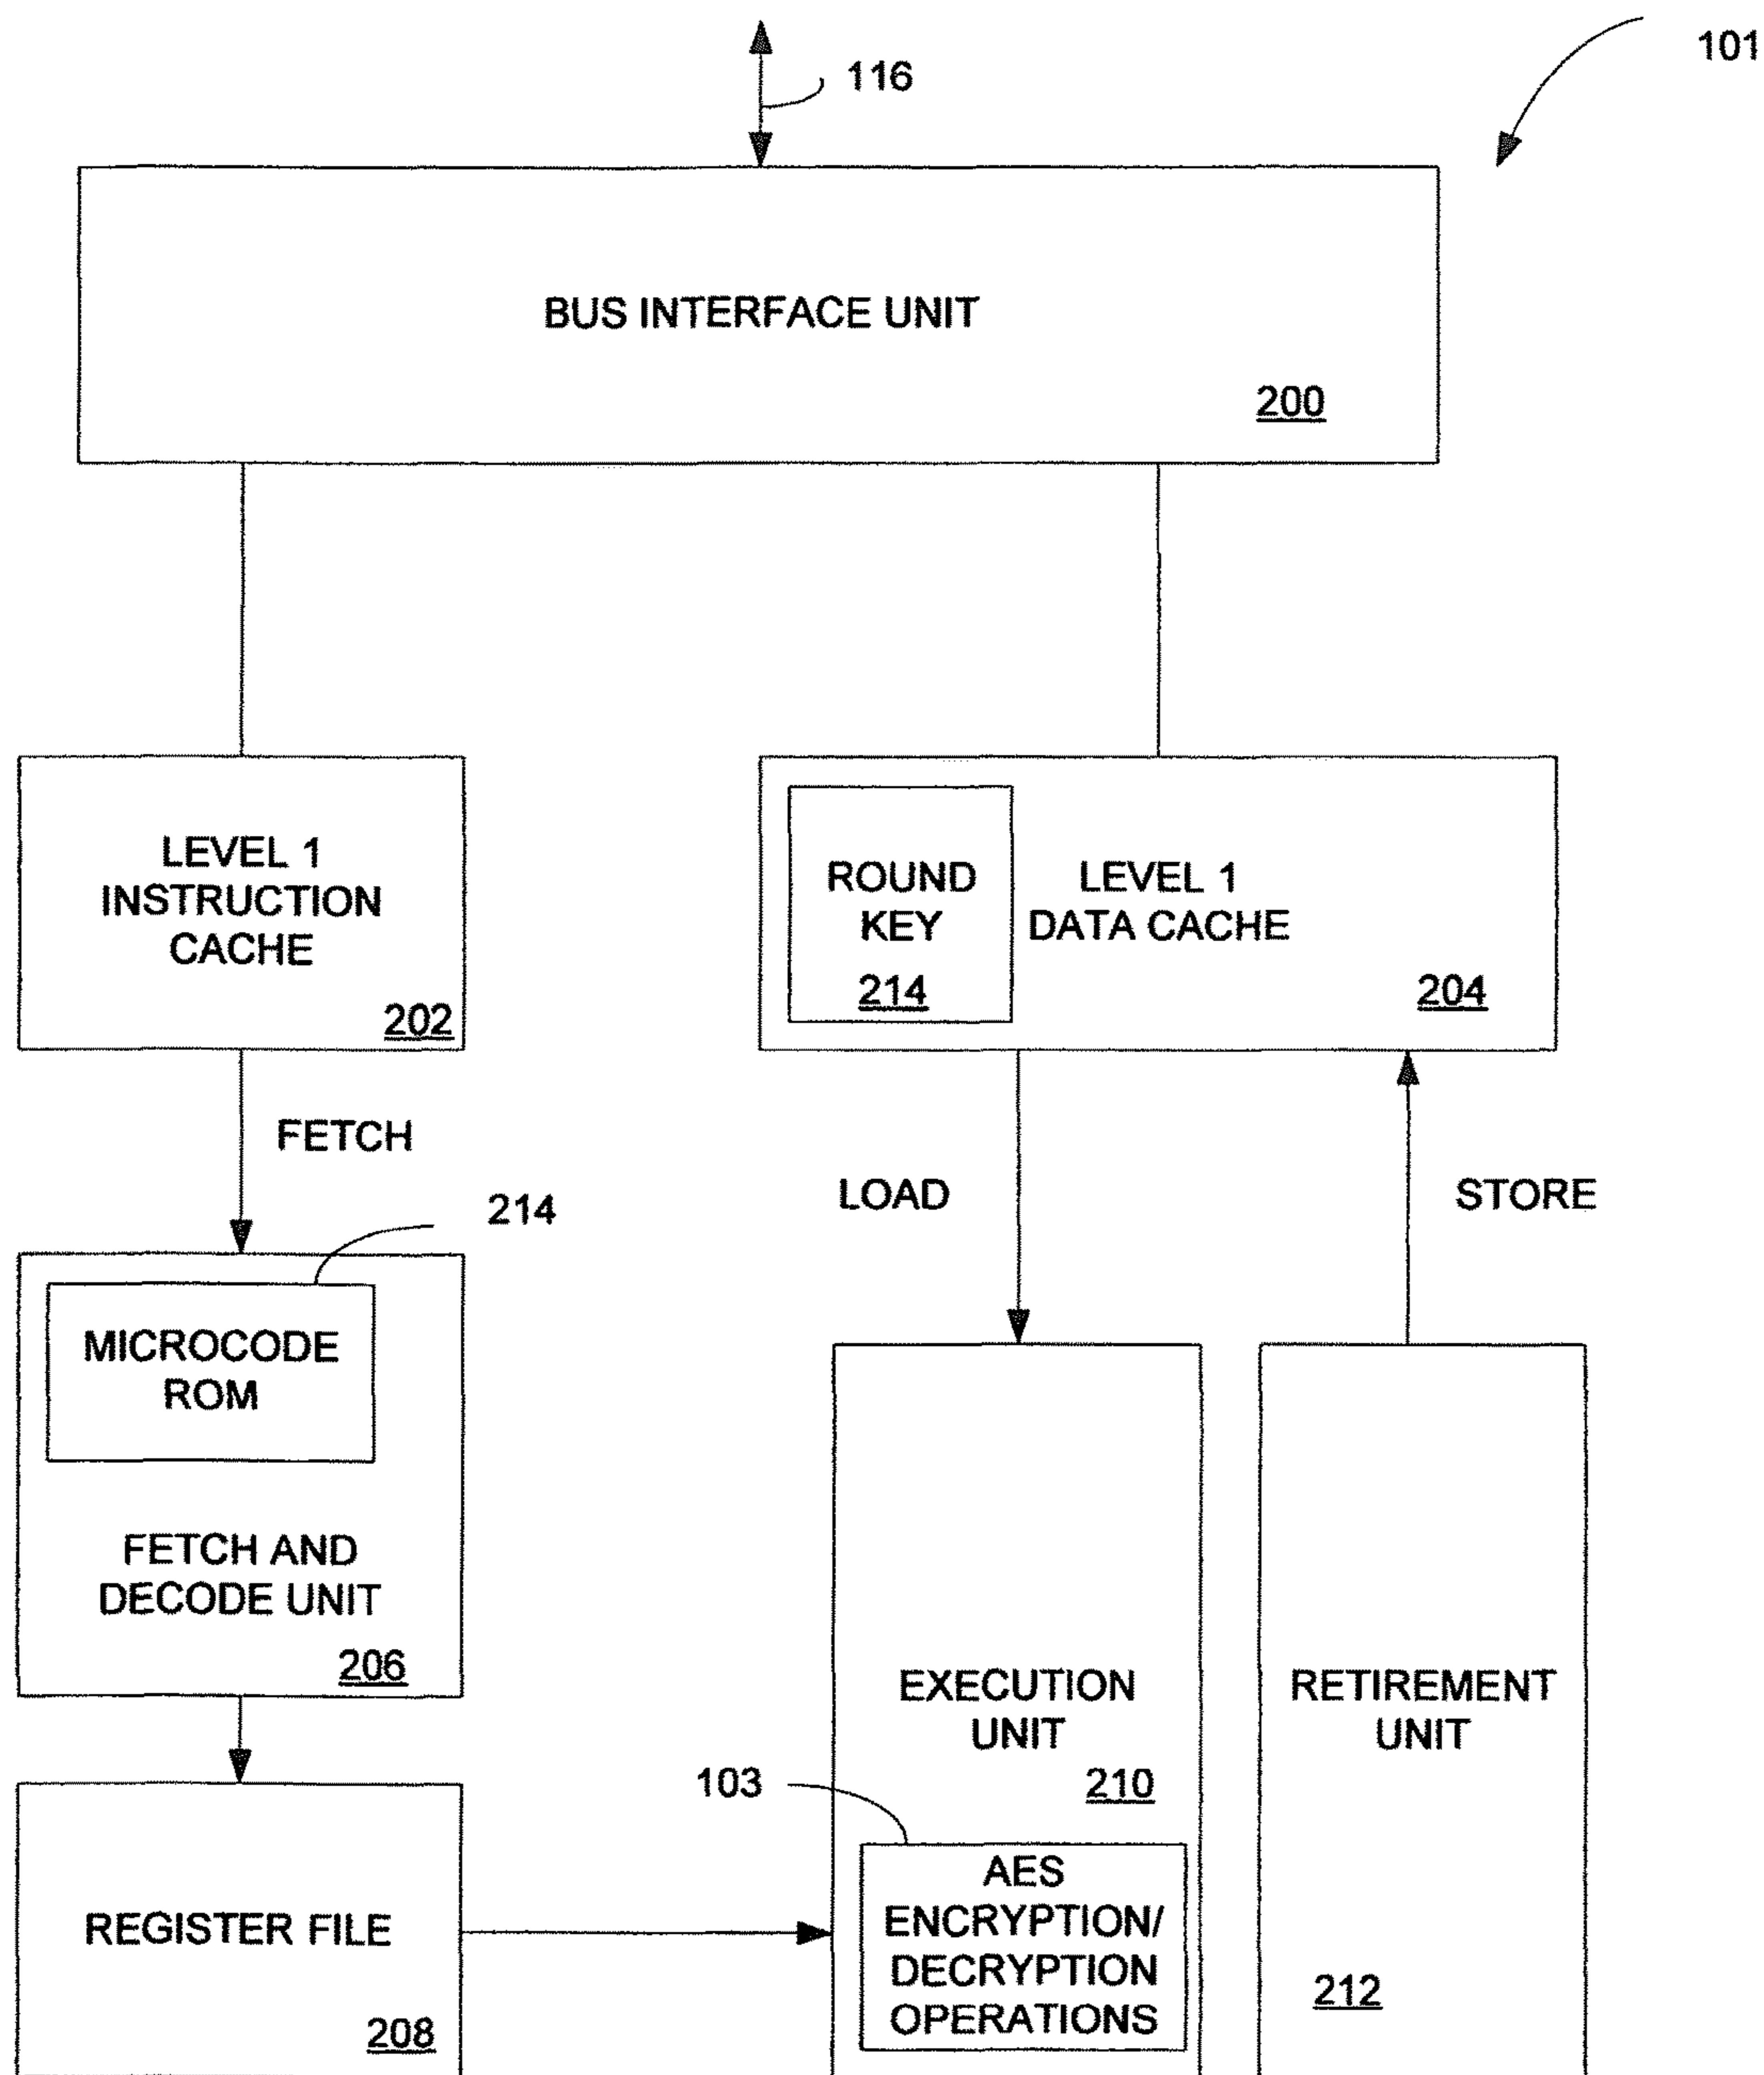 101
116
BUS INTERFACE UNIT
200
LEVEL 1
INSTRUCTION
CACHE
202
ROUND
KEY
214
LEVEL 1
DATA CACHE
204
FETCH
214
LOAD
STORE
MICROCODE
ROM
FETCH AND
DECODE UNIT
206
EXECUTION
UNIT
210
RETIREMENT
UNIT
212
103
AES
ENCRYPTION/
DECRYPTION
OPERATIONS
REGISTER FILE
208